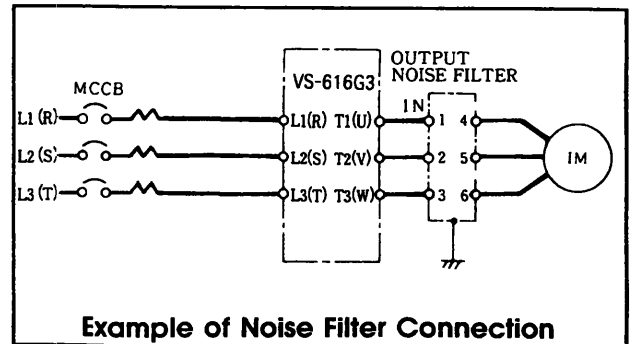 OUTPUT
NOISE FILTER
VS-616G3
MCCB
IN
L1 (R) L1(R) T1(U) 1 4
L2 (S) L2(S) T2(V) 2 5 IM
L3 (T) L3(T) T3(W) 3 6
Example of Noise Filter Connection